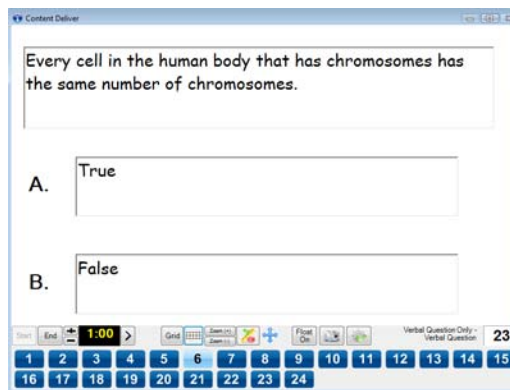 Content Deliver
Every cell in the human body that has chromosomes has
the same number of chromosomes.
A. True
B. False
Start End 1:00 > Grid Zoom (+) Zoom (-) Float On Verbal Question Only - Verbal Question 23
1 2 3 4 5 6 7 8 9 10 11 12 13 14 15
16 17 18 19 20 21 22 23 24